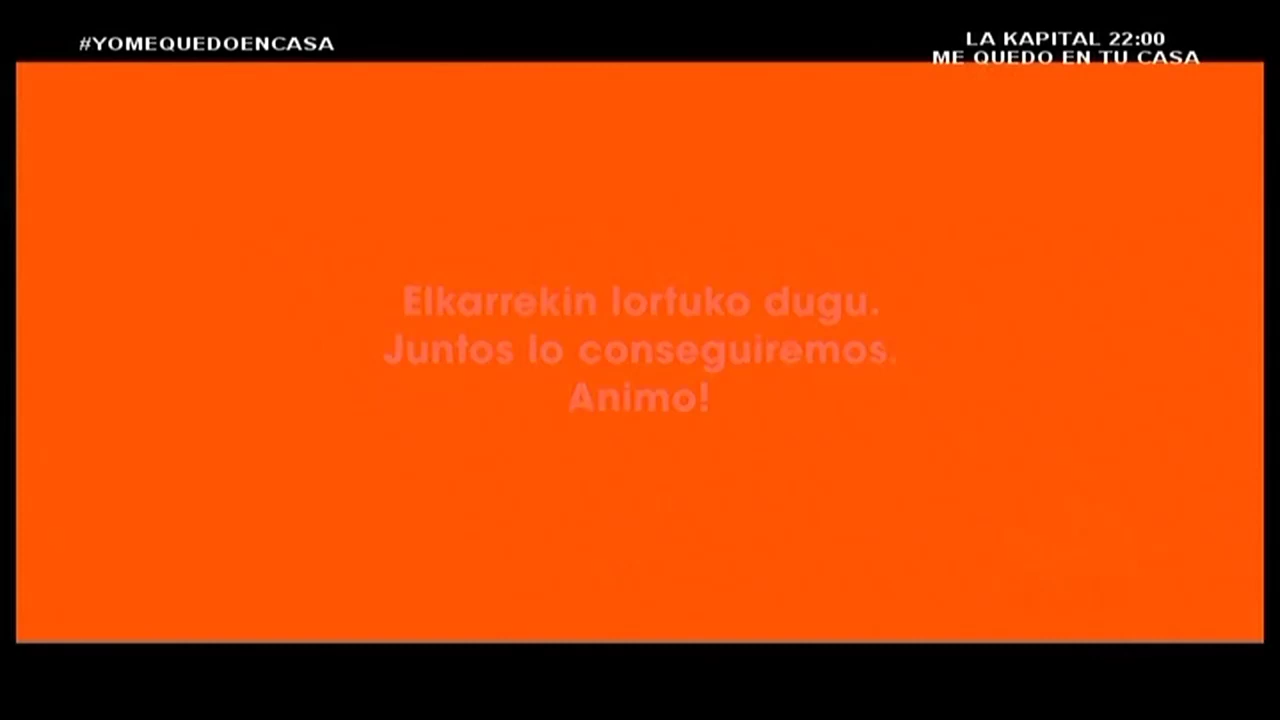 #YOMEQUEDOENCASA
LA KAPITAL 22:00
ME QUEDO EN TU CASA
Elkarrekin lortuko dugu.
Juntos lo conseguiremos.
Animo!